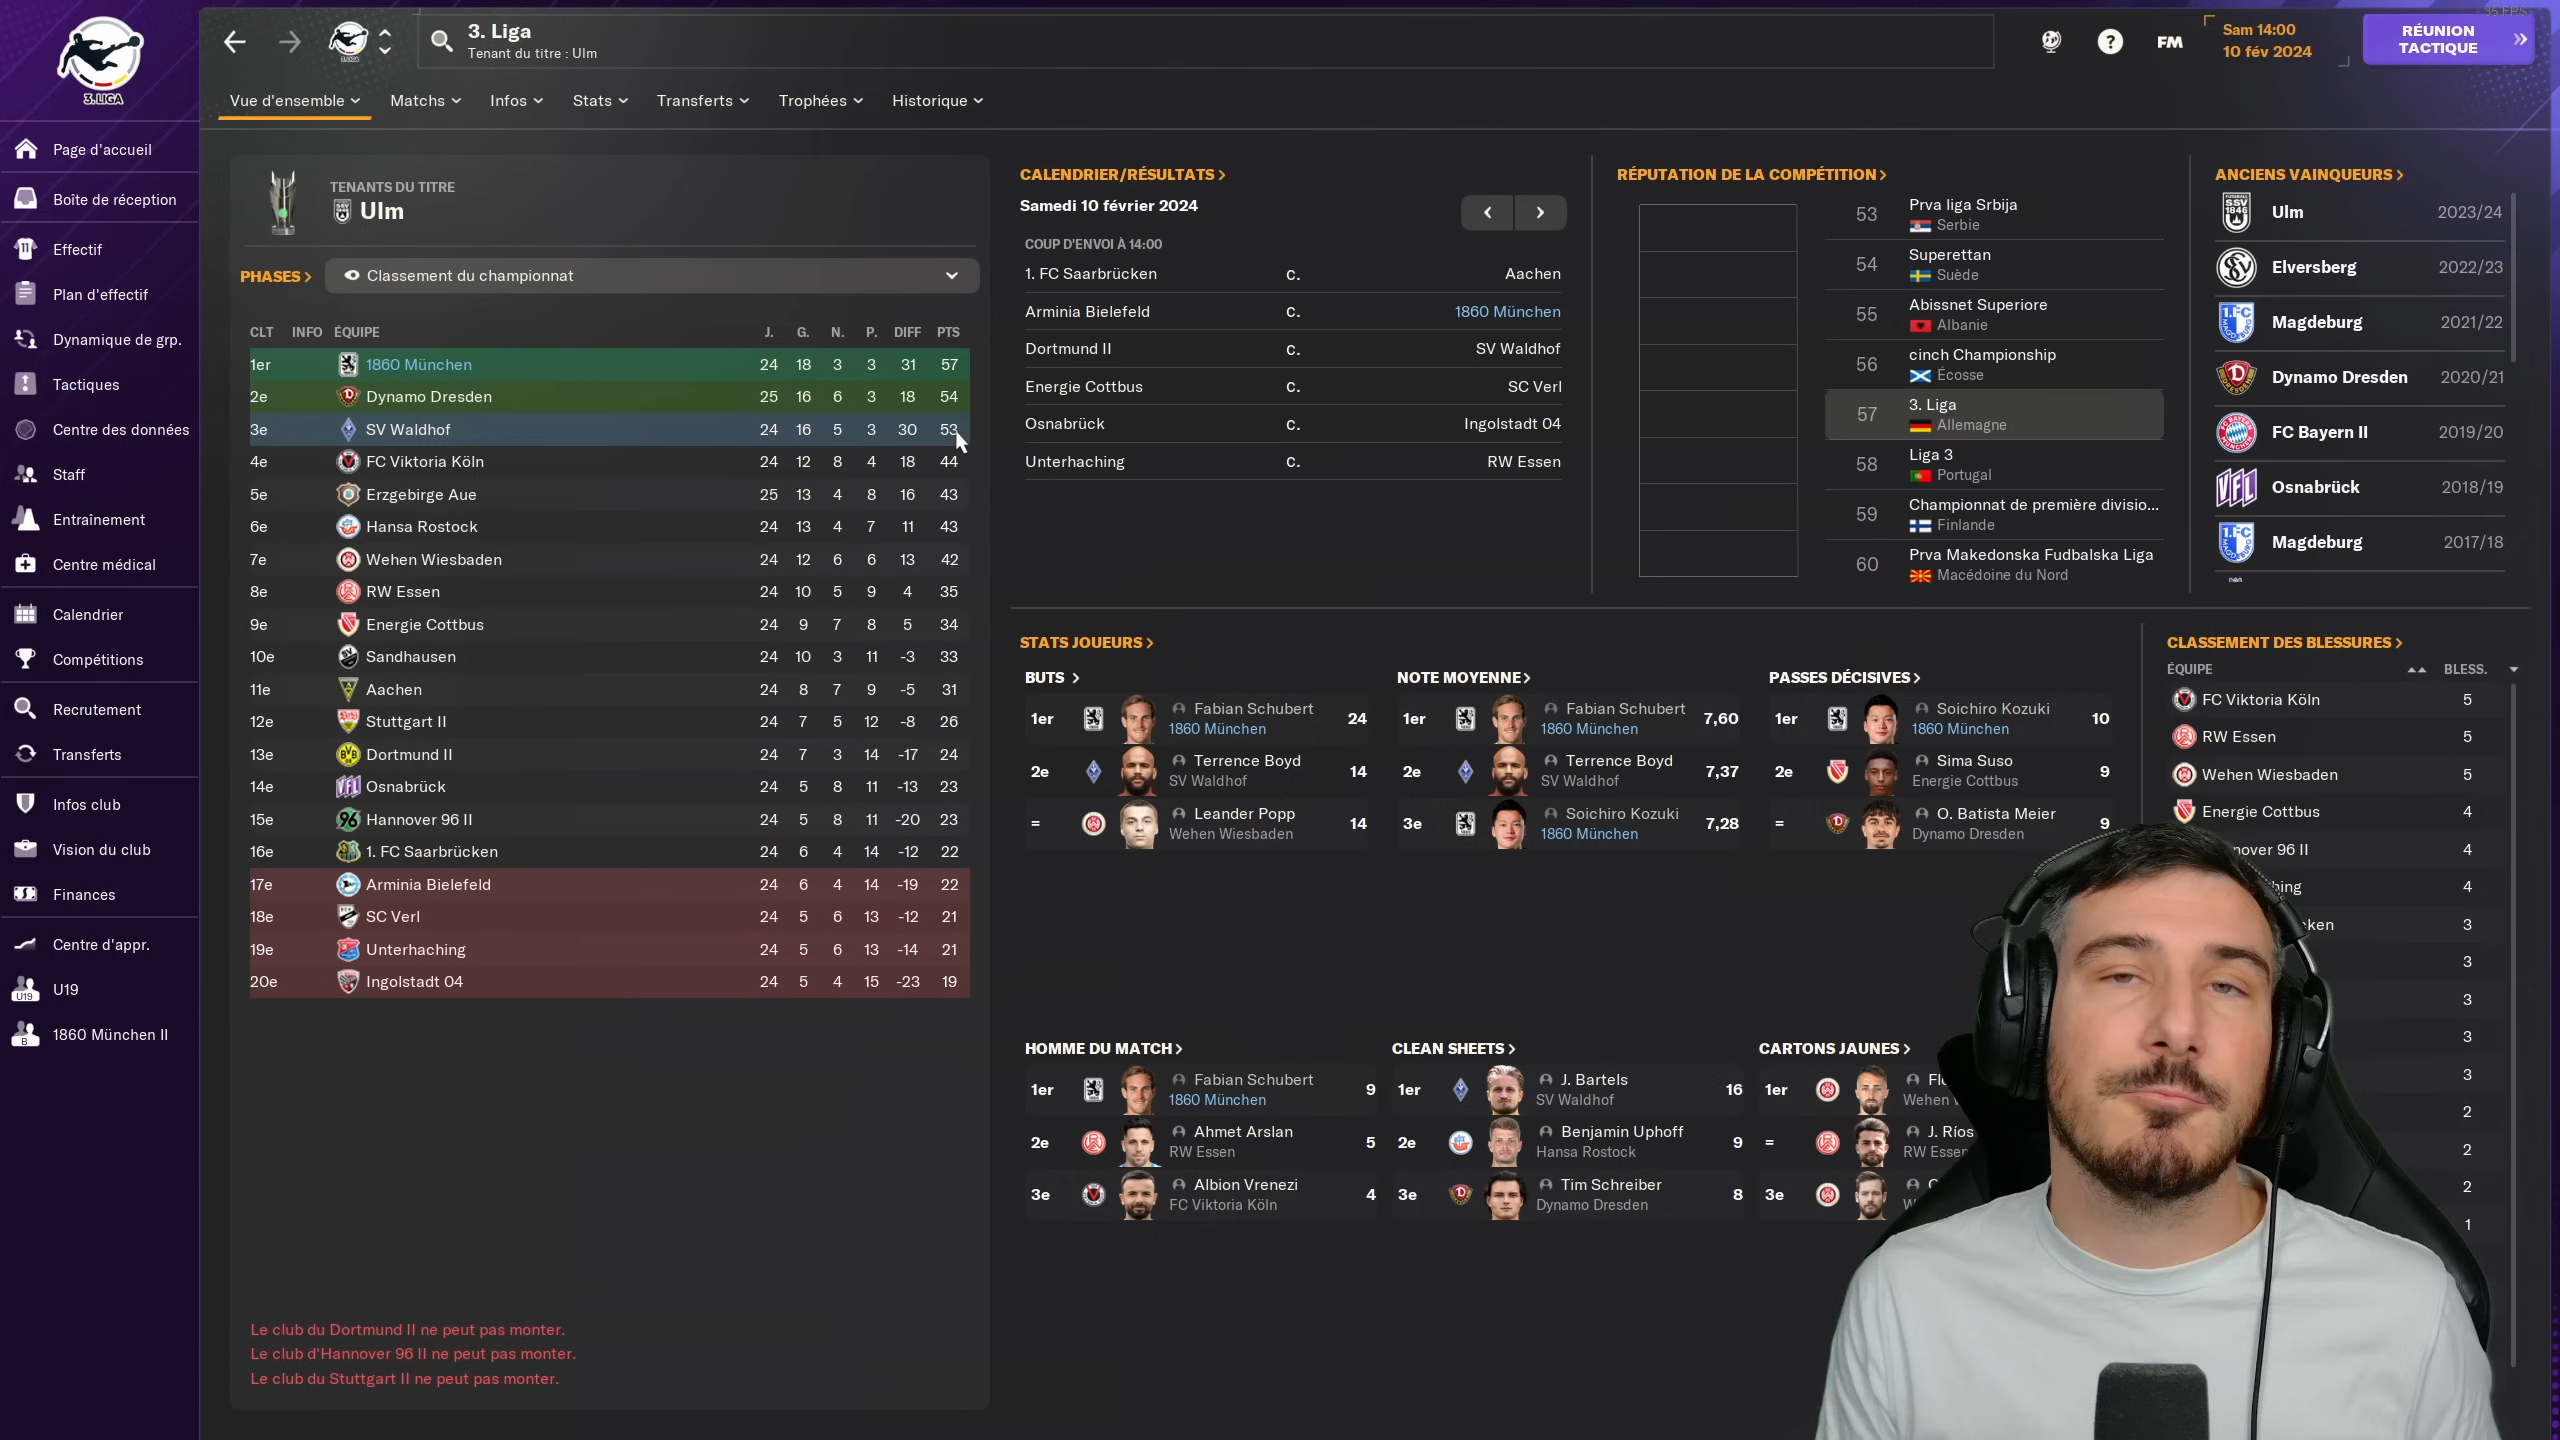 35 FPS
3. Liga
Tenant du titre : Ulm
FM
Sam 14:00
10 fév 2024
RÉUNION
TACTIQUE
3. LIGA
Vue d'ensemble
Matchs
Infos
Stats
Transferts
Trophées
Historique
Page d'accueil
Boîte de réception
Effectif
Plan d'effectif
Dynamique de grp.
Tactiques
Centre des données
Staff
Entraînement
Centre médical
Calendrier
Compétitions
Recrutement
Transferts
Infos club
Vision du club
Finances
Centre d'appr.
U19
1860 München II
TENANTS DU TITRE
Ulm
PHASES
Classement du championnat
CLT INFO ÉQUIPE J. G. N. P. DIFF PTS
1er 1860 München 24 18 3 3 31 57
2e Dynamo Dresden 25 16 6 3 18 54
3e SV Waldhof 24 16 5 3 30 53
4e FC Viktoria Köln 24 12 8 4 18 44
5e Erzgebirge Aue 25 13 4 8 16 43
6e Hansa Rostock 24 13 4 7 11 43
7e Wehen Wiesbaden 24 12 6 6 13 42
8e RW Essen 24 10 5 9 4 35
9e Energie Cottbus 24 9 7 8 5 34
10e Sandhausen 24 10 3 11 -3 33
11e Aachen 24 8 7 9 -5 31
12e Stuttgart II 24 7 5 12 -8 26
13e Dortmund II 24 7 3 14 -17 24
14e Osnabrück 24 5 8 11 -13 23
15e Hannover 96 II 24 5 8 11 -20 23
16e 1. FC Saarbrücken 24 6 4 14 -12 22
17e Arminia Bielefeld 24 6 4 14 -19 22
18e SC Verl 24 5 6 13 -12 21
19e Unterhaching 24 5 6 13 -14 21
20e Ingolstadt 04 24 5 4 15 -23 19
Le club du Dortmund II ne peut pas monter.
Le club d'Hannover 96 II ne peut pas monter.
Le club du Stuttgart II ne peut pas monter.
CALENDRIER/RÉSULTATS
Samedi 10 février 2024
COUP D'ENVOI À 14:00
1. FC Saarbrücken c. Aachen
Arminia Bielefeld c. 1860 München
Dortmund II c. SV Waldhof
Energie Cottbus c. SC Verl
Osnabrück c. Ingolstadt 04
Unterhaching c. RW Essen
RÉPUTATION DE LA COMPÉTITION
53 Prva liga Srbija
Serbie
54 Superettan
Suède
55 Abissnet Superiore
Albanie
56 cinch Championship
Écosse
57 3. Liga
Allemagne
58 Liga 3
Portugal
59 Championnat de première divisio...
Finlande
60 Prva Makedonska Fudbalska Liga
Macédoine du Nord
ANCIENS VAINQUEURS
Ulm 2023/24
Elversberg 2022/23
Magdeburg 2021/22
Dynamo Dresden 2020/21
FC Bayern II 2019/20
Osnabrück 2018/19
Magdeburg 2017/18
STATS JOUEURS
BUTS
1er Fabian Schubert 24
1860 München
2e Terrence Boyd 14
SV Waldhof
= Leander Popp 14
Wehen Wiesbaden
NOTE MOYENNE
1er Fabian Schubert 7,60
1860 München
2e Terrence Boyd 7,37
SV Waldhof
3e Soichiro Kozuki 7,28
1860 München
PASSES DÉCISIVES
1er Soichiro Kozuki 10
1860 München
2e Sima Suso 9
Energie Cottbus
= O. Batista Meier 9
Dynamo Dresden
HOMME DU MATCH
1er Fabian Schubert 9
1860 München
2e Ahmet Arslan 5
RW Essen
3e Albion Vrenezi 4
FC Viktoria Köln
CLEAN SHEETS
1er J. Bartels 16
SV Waldhof
2e Benjamin Uphoff 9
Hansa Rostock
3e Tim Schreiber 8
Dynamo Dresden
CARTONS JAUNES
1er
Wehen
= J. Ríos
RW Essen
3e
CLASSEMENT DES BLESSURES
ÉQUIPE BLESS.
FC Viktoria Köln 5
RW Essen 5
Wehen Wiesbaden 5
Energie Cottbus 4
nover 96 II 4
hing 4
ken 3
3
3
3
3
2
2
2
1